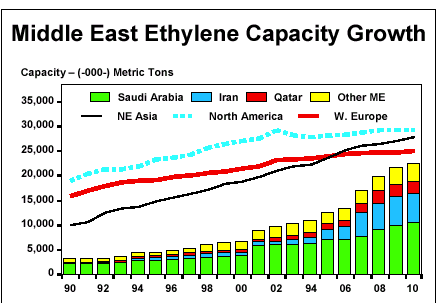 Middle East Ethylene Capacity Growth
Capacity – (-000-) Metric Tons
Saudi Arabia Iran Qatar Other ME
NE Asia North America W. Europe
35,000
30,000
25,000
20,000
15,000
10,000
5,000
0
90 92 94 96 98 00 02 04 06 08 10